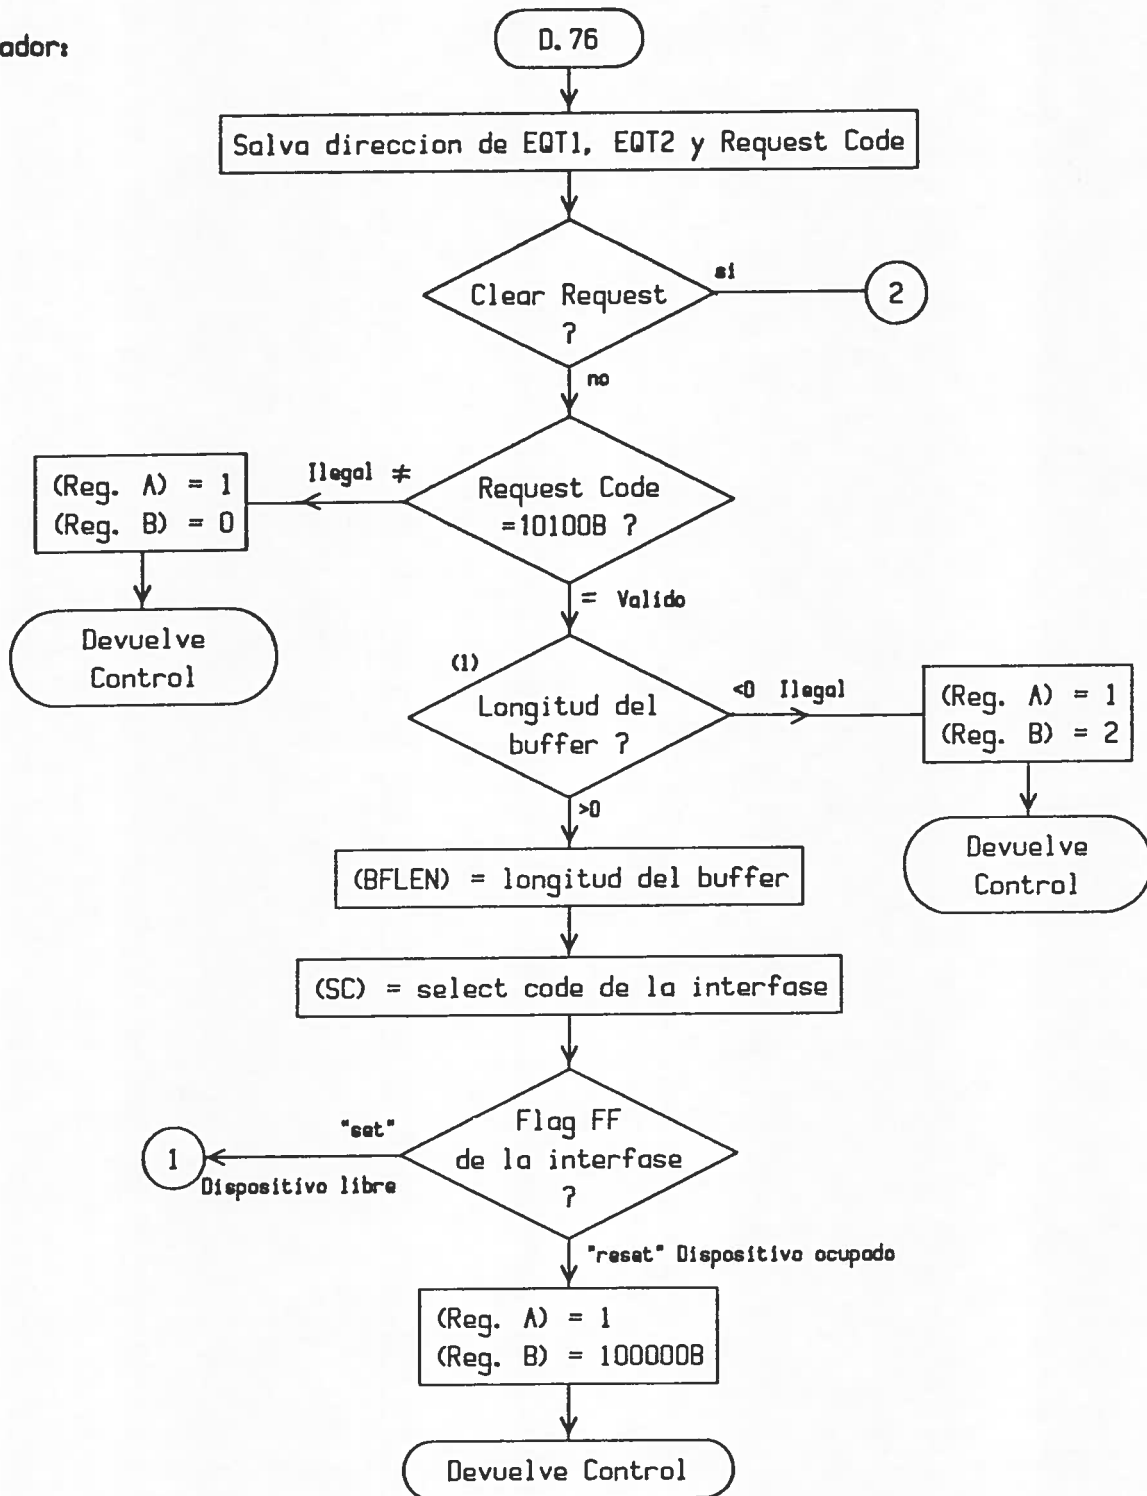 ador:
D.76
Salva direccion de EQT1, EQT2 y Request Code
Clear Request
?
si
2
no
Request Code
=10100B ?
Ilegal ≠
(Reg. A) = 1
(Reg. B) = 0
Devuelve
Control
= Valido
(1)
Longitud del
buffer ?
<0 Ilegal
(Reg. A) = 1
(Reg. B) = 2
Devuelve
Control
>0
(BFLEN) = longitud del buffer
(SC) = select code de la interfase
Flag FF
de la interfase
?
"set"
1
Dispositivo libre
"reset" Dispositivo ocupado
(Reg. A) = 1
(Reg. B) = 100000B
Devuelve Control